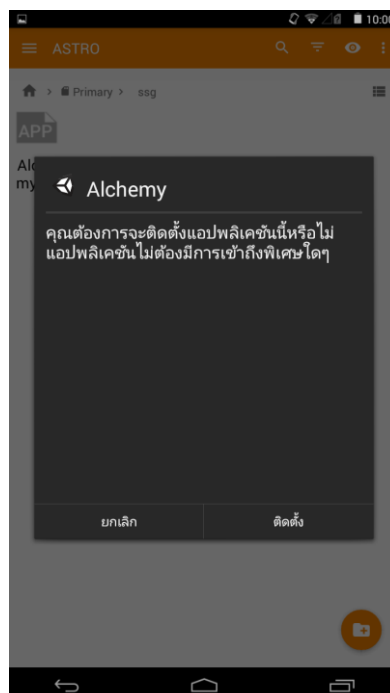 10:00
ASTRO
Primary > ssg
APP
Alchemy
คุณต้องการจะติดตั้งแอปพลิเคชันนี้หรือไม่
แอปพลิเคชันไม่ต้องมีการเข้าถึงพิเศษใดๆ
ยกเลิก
ติดตั้ง